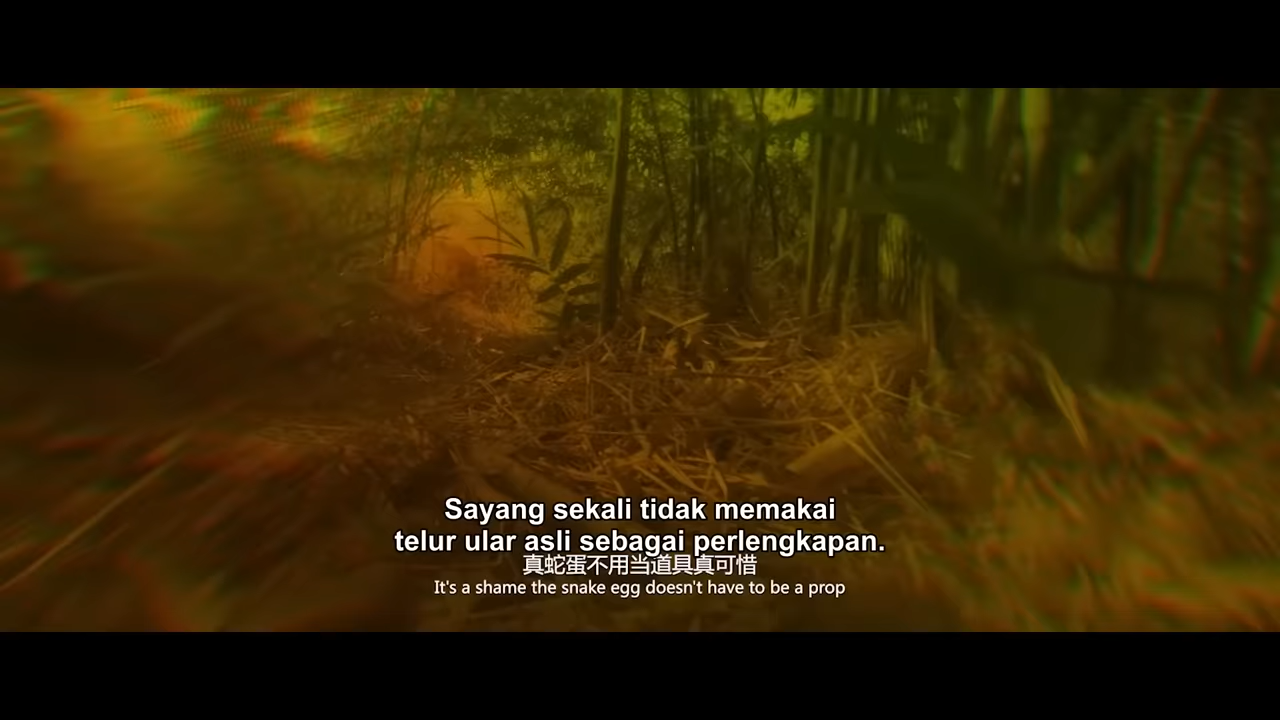 Sayang sekali tidak memakai
telur ular asli sebagai perlengkapan.
真蛇蛋不用当道具真可惜
It's a shame the snake egg doesn't have to be a prop